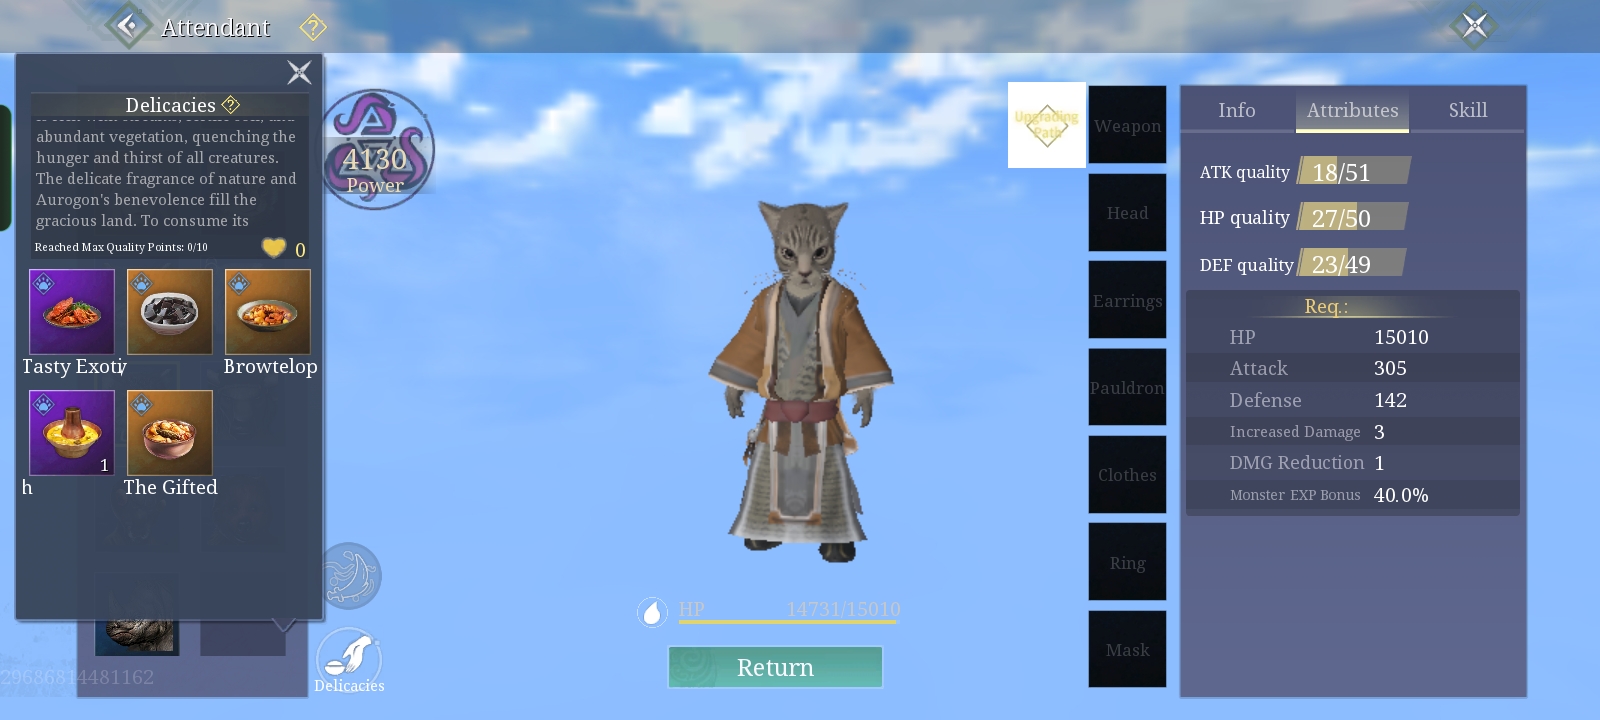 Attendant
?
Delicacies ?
abundant vegetation, quenching the
hunger and thirst of all creatures.
The delicate fragrance of nature and
Aurogon's benevolence fill the
gracious land. To consume its
Reached Max Quality Points: 0/10
0
Tasty Exoti
Browtelop
1
h
The Gifted
4130
Power
Delicacies
29686814481162
HP 14731/15010
Return
Upgrading
Path
Weapon
Head
Earrings
Pauldron
Clothes
Ring
Mask
Info
Attributes
Skill
ATK quality 18/51
HP quality 27/50
DEF quality 23/49
Req.:
HP 15010
Attack 305
Defense 142
Increased Damage 3
DMG Reduction 1
Monster EXP Bonus 40.0%